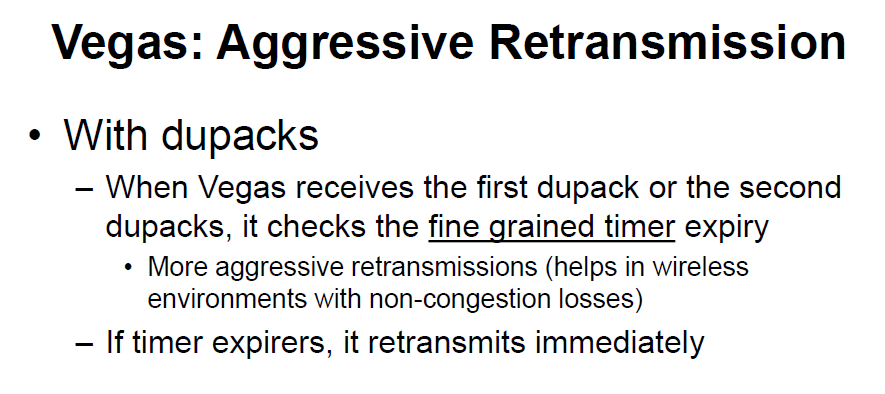 Vegas: Aggressive Retransmission
• With dupacks
– When Vegas receives the first dupack or the second
dupacks, it checks the fine grained timer expiry
• More aggressive retransmissions (helps in wireless
environments with non-congestion losses)
– If timer expirers, it retransmits immediately